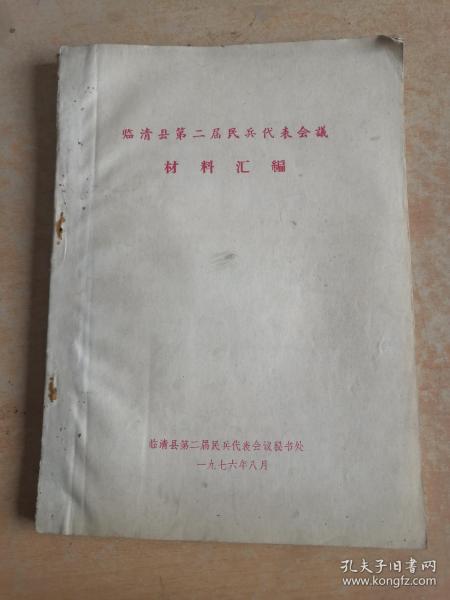 临清县第二届民兵代表会議
材料汇編
临清县第二届民兵代表会议秘书处
一九七六年八月
孔夫子旧书网
www.kongfz.com